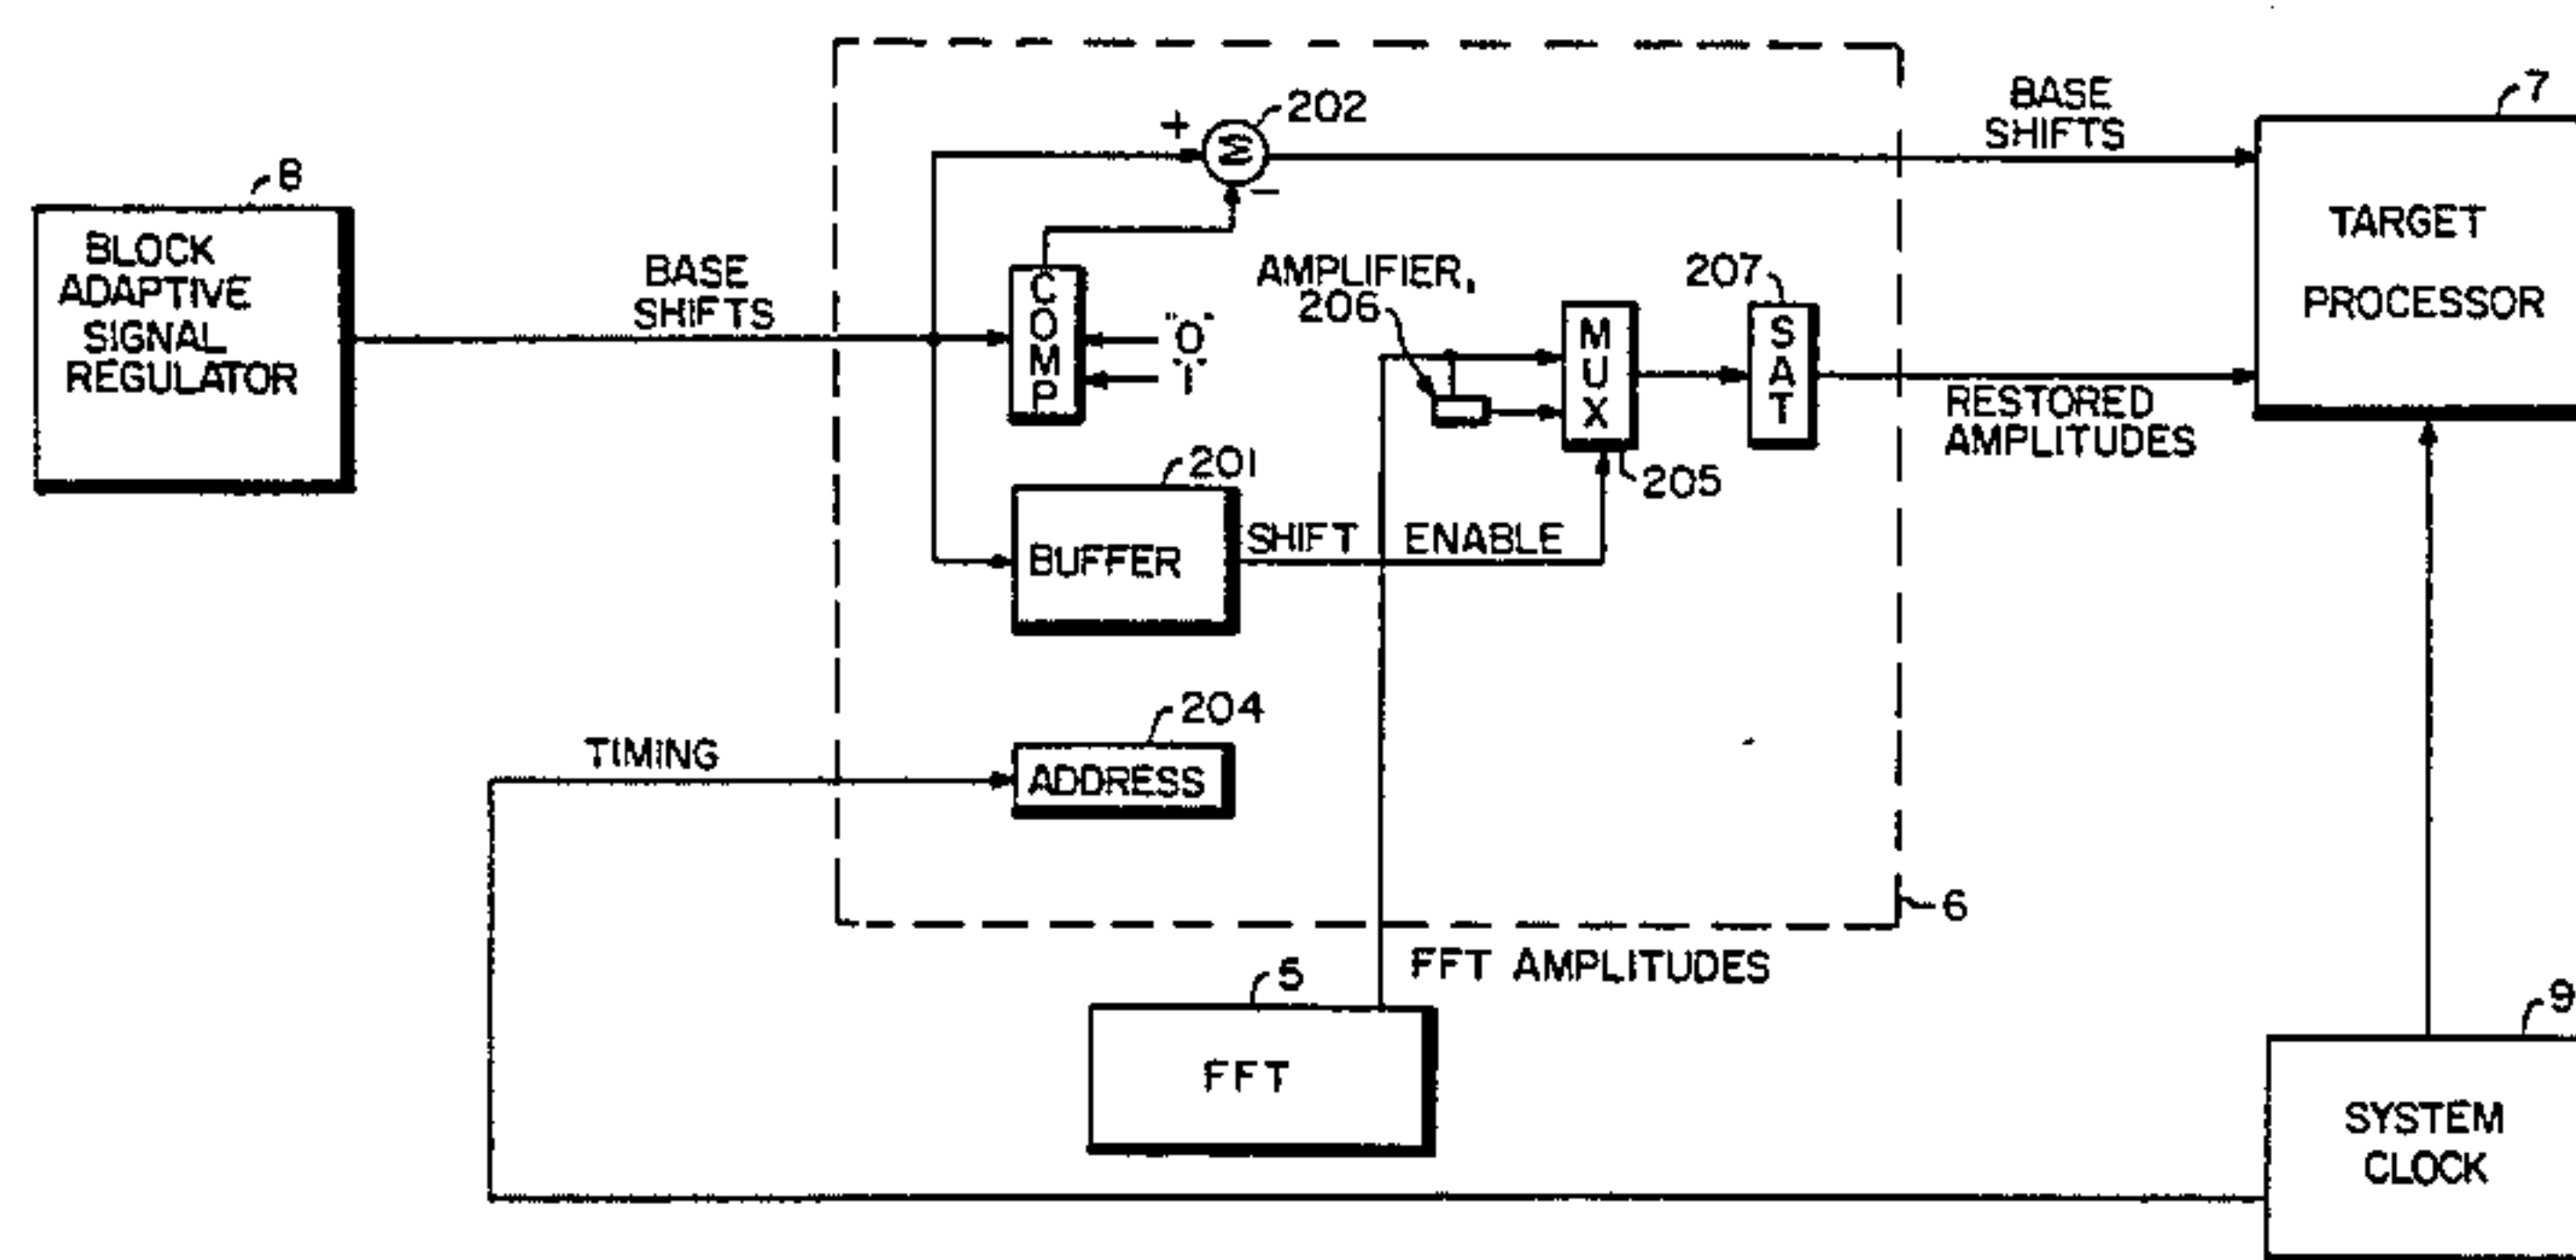 8
BLOCK
ADAPTIVE
SIGNAL
REGULATOR
BASE
SHIFTS
+
202
Σ
−
COMP
"0"
"1"
201
BUFFER
SHIFT ENABLE
TIMING
204
ADDRESS
AMPLIFIER,
206
MUX
205
207
SAT
BASE
SHIFTS
RESTORED
AMPLITUDES
7
TARGET
PROCESSOR
6
FFT AMPLITUDES
5
FFT
9
SYSTEM
CLOCK